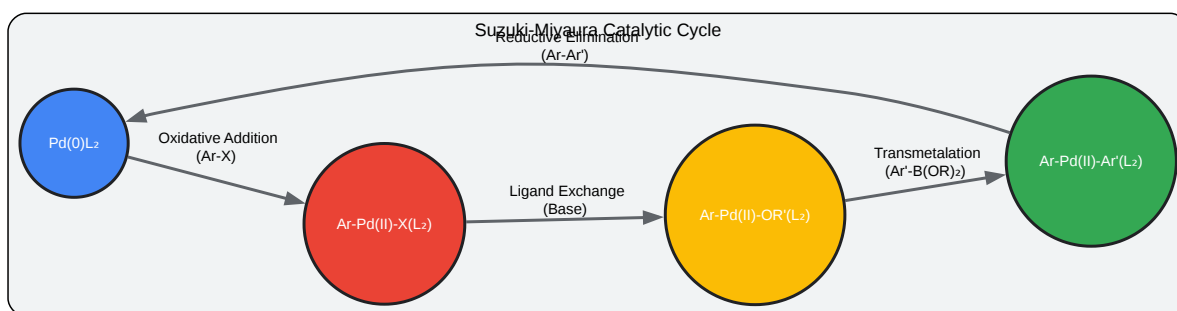 Suzuki-Miyaura Catalytic Cycle
Reductive Elimination
(Ar-Ar')
Pd(0)L₂
Oxidative Addition
(Ar-X)
Ar-Pd(II)-X(L₂)
Ligand Exchange
(Base)
Ar-Pd(II)-OR'(L₂)
Transmetalation
(Ar'-B(OR)₂)
Ar-Pd(II)-Ar'(L₂)